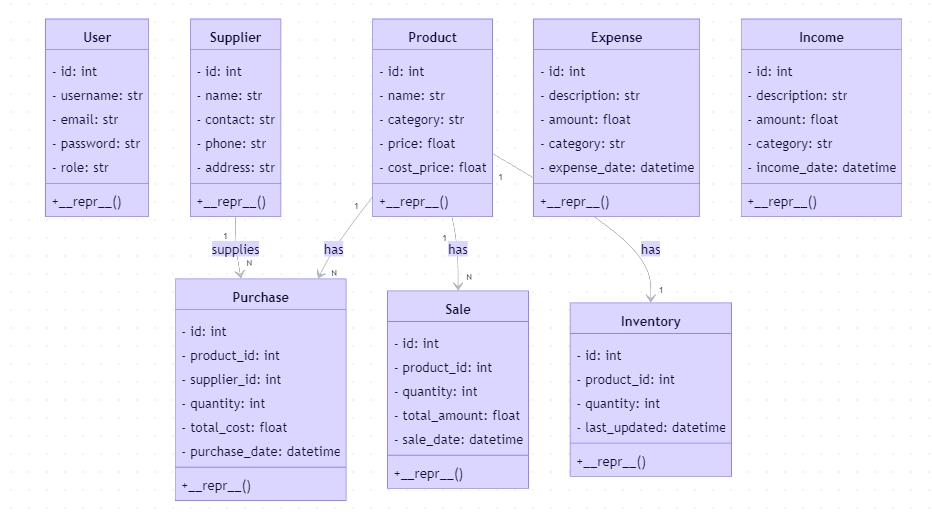 User
- id: int
- username: str
- email: str
- password: str
- role: str
+__repr__()
Supplier
- id: int
- name: str
- contact: str
- phone: str
- address: str
+__repr__()
Product
- id: int
- name: str
- category: str
- price: float
- cost_price: float
+__repr__()
Expense
- id: int
- description: str
- amount: float
- category: str
- expense_date: datetime
+__repr__()
Income
- id: int
- description: str
- amount: float
- category: str
- income_date: datetime
+__repr__()
1
supplies
N
1
has
N
1
has
N
1
has
1
Purchase
- id: int
- product_id: int
- supplier_id: int
- quantity: int
- total_cost: float
- purchase_date: datetime
+__repr__()
Sale
- id: int
- product_id: int
- quantity: int
- total_amount: float
- sale_date: datetime
+__repr__()
Inventory
- id: int
- product_id: int
- quantity: int
- last_updated: datetime
+__repr__()